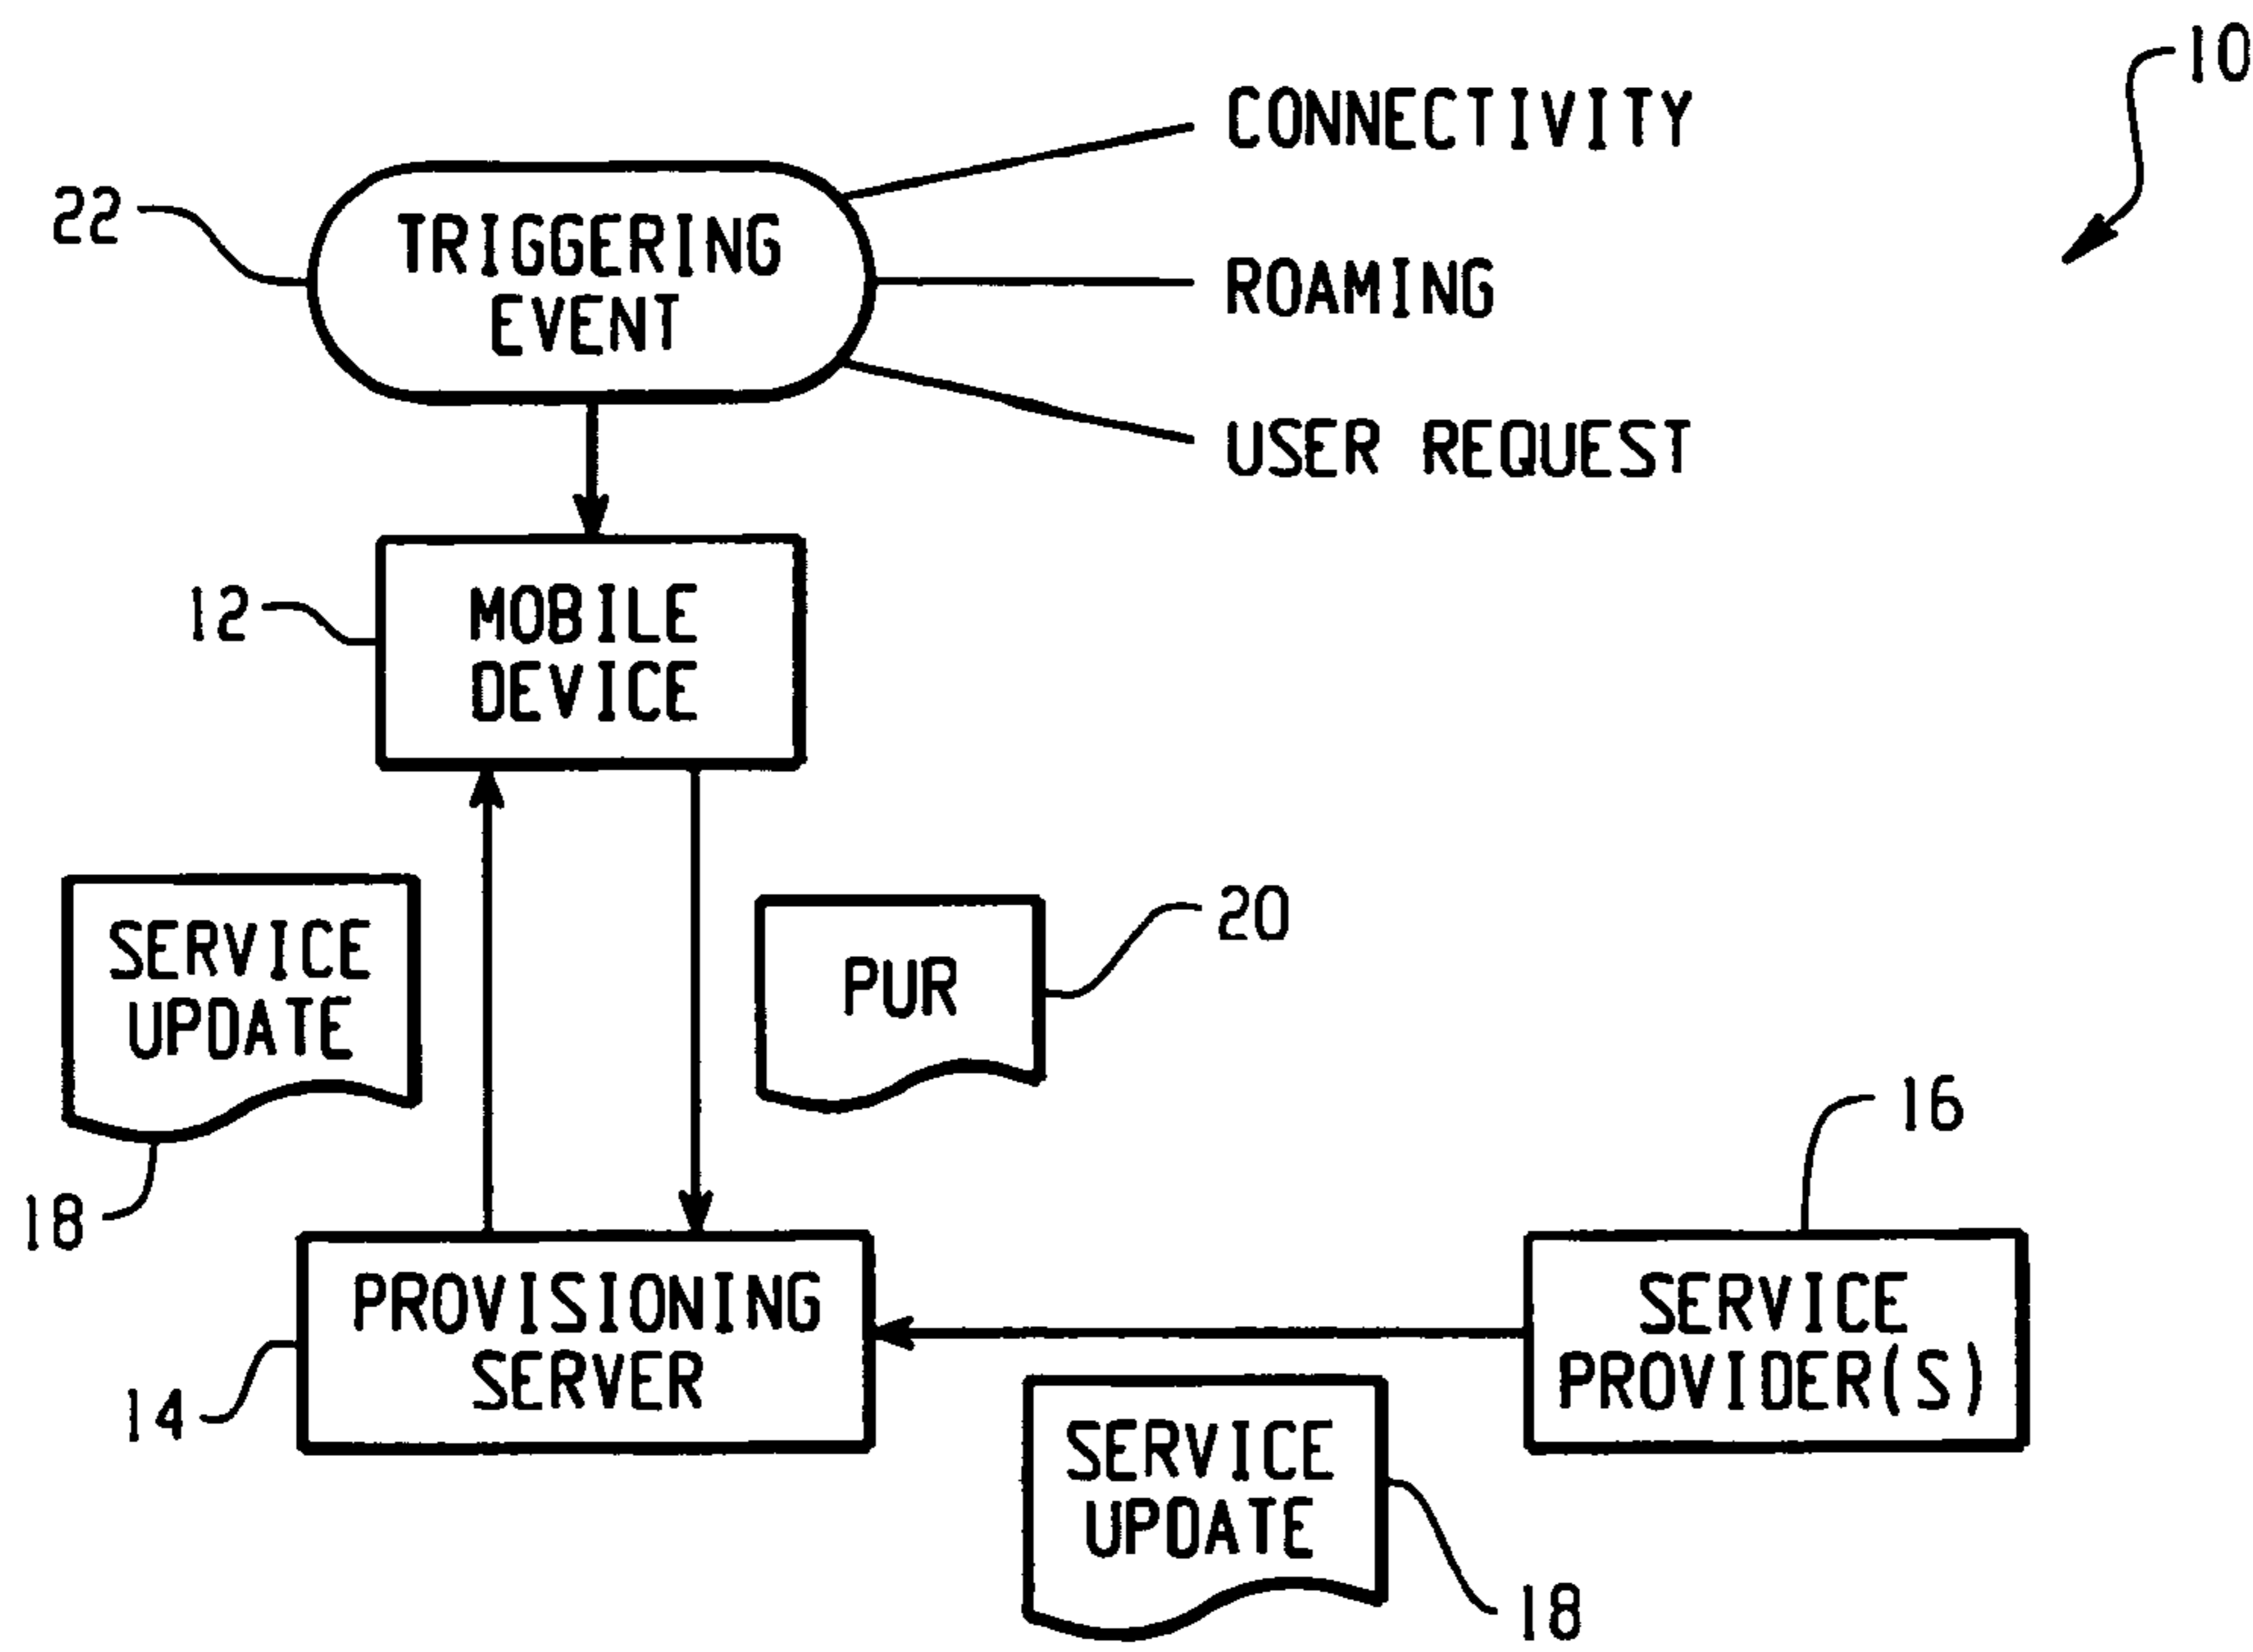 10
CONNECTIVITY
22
TRIGGERING
EVENT
ROAMING
USER REQUEST
12
MOBILE
DEVICE
SERVICE
UPDATE
18
PUR
20
16
PROVISIONING
SERVER
14
SERVICE
PROVIDER(S)
SERVICE
UPDATE
18